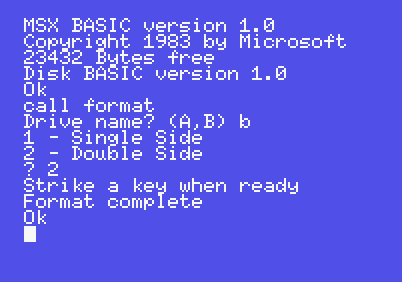 MSX BASIC version 1.0
Copyright 1983 by Microsoft
23432 Bytes free
Disk BASIC version 1.0
Ok
call format
Drive name? (A,B) b
1 - Single Side
2 - Double Side
? 2
Strike a key when ready
Format complete
Ok